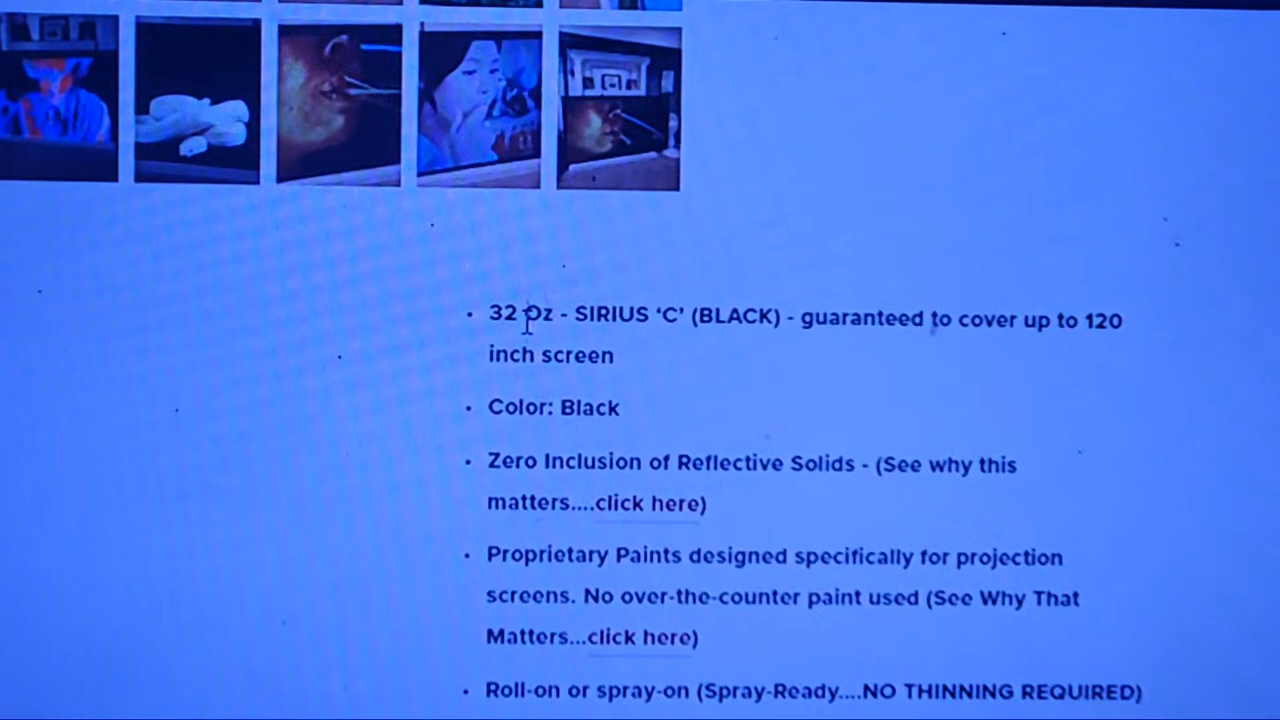 32 Oz - SIRIUS ‘C’ (BLACK) - guaranteed to cover up to 120
inch screen
Color: Black
Zero Inclusion of Reflective Solids - (See why this
matters....click here)
Proprietary Paints designed specifically for projection
screens. No over-the-counter paint used (See Why That
Matters...click here)
Roll-on or spray-on (Spray-Ready....NO THINNING REQUIRED)